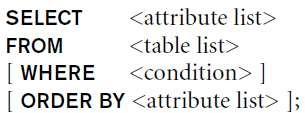 SELECT <attribute list>
FROM <table list>
[ WHERE <condition> ]
[ ORDER BY <attribute list> ];